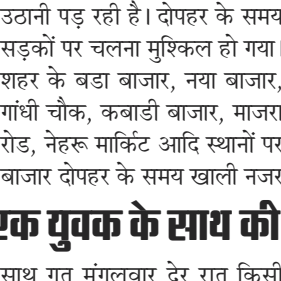 उठानी पड़ रही है। दोपहर के समय
सड़कों पर चलना मुश्किल हो गया।
शहर के बडा बाजार, नया बाजार,
गांधी चौक, कबाडी बाजार, माजरा
रोड, नेहरू मार्किट आदि स्थानों पर
बाजार दोपहर के समय खाली नजर
एक युवक के साथ की
साथ गत मंगलवार देर रात किसी